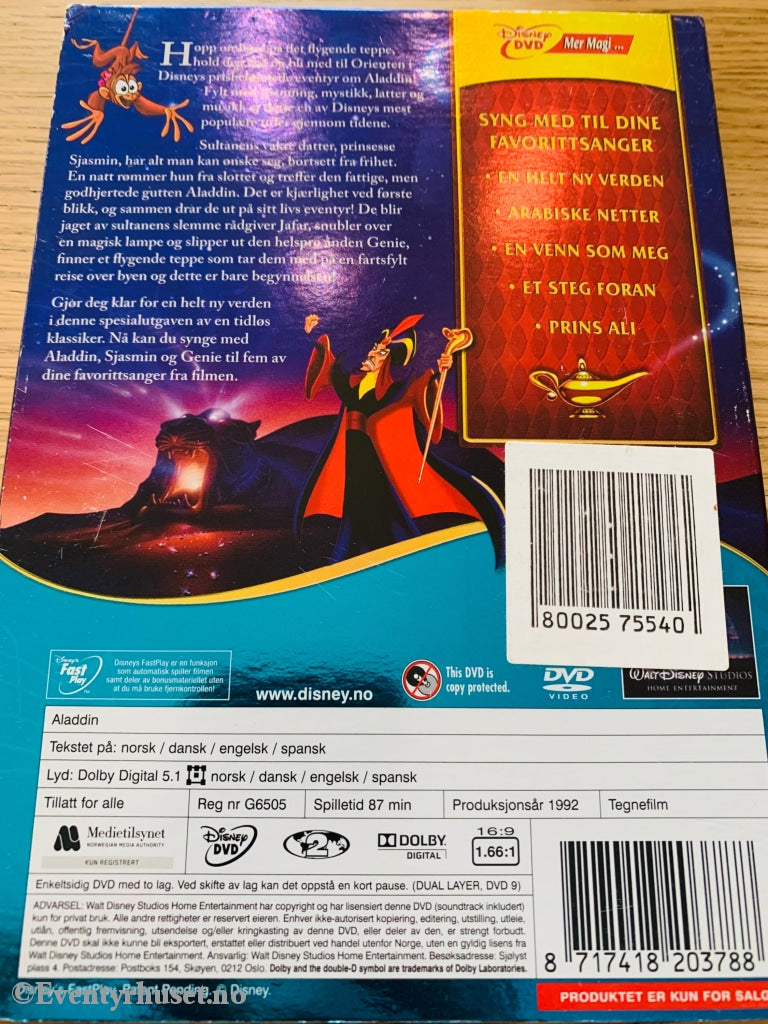 Hopp om på det flygende teppe,
hold og bli med til Orienten i
Disneys eventyr om Aladdin!
Fylt med spenning, mystikk, latter og
musikk er dette en av Disneys mest
populære gjennom tidene.
Sultanens vakre datter, prinsesse
Sjasmin, har alt man kan ønske seg, bortsett fra frihet.
En natt rømmer hun fra slottet og treffer den fattige, men
godhjertede gutten Aladdin. Det er kjærlighet ved første
blikk, og sammen drar de ut på sitt livs eventyr! De blir
jaget av sultanens slemme rådgiver Jafar, snubler over
en magisk lampe og slipper ut den helsprø ånden Genie,
finner et flygende teppe som tar dem med på en fartsfylt
reise over byen og dette er bare begynnelsen!
Gjør deg klar for en helt ny verden
i denne spesialutgaven av en tidløs
klassiker. Nå kan du synge med
Aladdin, Sjasmin og Genie til fem av
dine favorittsanger fra filmen.
Disney DVD Mer Magi ...
SYNG MED TIL DINE
FAVORITTSANGER
• EN HELT NY VERDEN
• ARABISKE NETTER
• EN VENN SOM MEG
• ET STEG FORAN
• PRINS ALI
80025 75540
Disney's Fast Play ™
Disneys FastPlay er en funksjon
som automatisk spiller filmen
samt deler av bonusmaterialet uten
at du må bruke fjernkontrollen!
www.disney.no
This DVD is
copy protected.
DVD VIDEO
WALT DISNEY STUDIOS
HOME ENTERTAINMENT
Aladdin
Tekstet på: norsk / dansk / engelsk / spansk
Lyd: Dolby Digital 5.1 norsk / dansk / engelsk / spansk
Tillatt for alle Reg nr G6505 Spilletid 87 min Produksjonsår 1992 Tegnefilm
Medietilsynet
NORWEGIAN MEDIA AUTHORITY
KUN REGISTRERT
Disney DVD
2
DOLBY
DIGITAL
16:9
1.66:1
Enkeltsidig DVD med to lag. Ved skifte av lag kan det oppstå en kort pause. (DUAL LAYER, DVD 9)
ADVARSEL: Walt Disney Studios Home Entertainment har copyright og har lisensiert denne DVD (soundtrack inkludert)
kun for privat bruk. Alle andre rettigheter er reservert eieren. Enhver ikke-autorisert kopiering, editering, utstilling, utleie,
utlån, offentlig fremvisning, utsendelse og/eller kringkasting av denne DVD, eller deler av den, er strengt forbudt.
Denne DVD skal ikke kunne bli eksportert, erstattet eller distribuert ved handel utenfor Norge, uten en gyldig lisens fra
Walt Disney Studios Home Entertainment. Ansvarlig: Walt Disney Studios Home Entertainment. Besøksadresse: Sjølyst
plass 4. Postadresse: Postboks 154, Skøyen, 0212 Oslo. Dolby and the double-D symbol are trademarks of Dolby Laboratories.
Disney's FastPlay, Patent Pending. © Disney.
8 717418 203788
PRODUKTET ER KUN FOR SALG
©Eventyrhuset.no